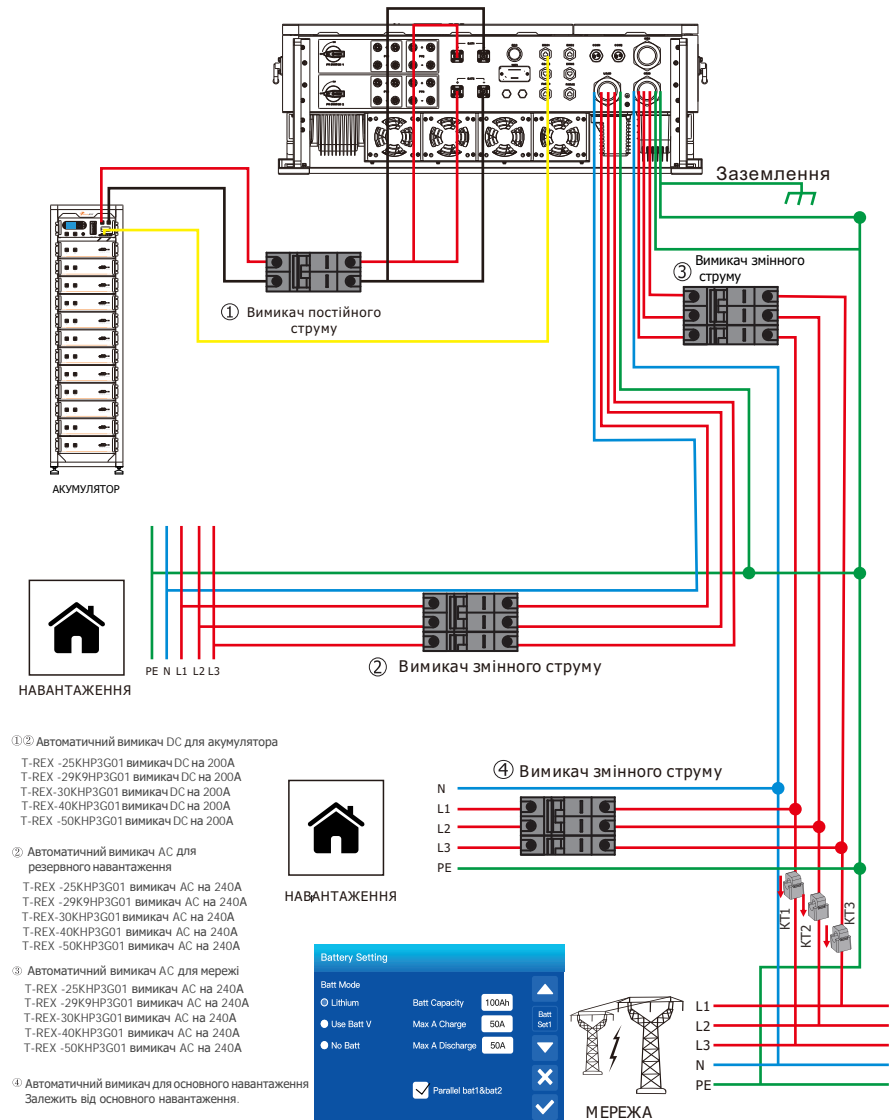 Заземлення
③ Вимикач змінного
струму
① Вимикач постійного
струму
АКУМУЛЯТОР
PE N L1 L2 L3
НАВАНТАЖЕННЯ
② Вимикач змінного струму
①② Автоматичний вимикач DC для акумулятора
T-REX -25KHP3G01 вимикач DC на 200A
T-REX -29K9HP3G01 вимикач DC на 200A
T-REX-30KHP3G01 вимикач DC на 200A
T-REX-40KHP3G01 вимикач DC на 200A
T-REX -50KHP3G01 вимикач DC на 200A
② Автоматичний вимикач AC для
резервного навантаження
T-REX -25KHP3G01 вимикач AC на 240A
T-REX -29K9HP3G01 вимикач AC на 240A
T-REX-30KHP3G01 вимикач AC на 240A
T-REX-40KHP3G01 вимикач AC на 240A
T-REX -50KHP3G01 вимикач AC на 240A
③ Автоматичний вимикач AC для мережі
T-REX -25KHP3G01 вимикач AC на 240A
T-REX -29K9HP3G01 вимикач AC на 240A
T-REX-30KHP3G01 вимикач AC на 240A
T-REX-40KHP3G01 вимикач AC на 240A
T-REX -50KHP3G01 вимикач AC на 240A
④ Автоматичний вимикач для основного навантаження
Залежить від основного навантаження.
④ Вимикач змінного струму
N
L1
L2
L3
PE
НАВАНТАЖЕННЯ
КТ1
КТ2
КТ3
Battery Setting
Batt Mode
Lithium
Batt Capacity 100Ah
Use Batt V
Max A Charge 50A
No Batt
Max A Discharge 50A
Parallel bat1&bat2
Batt
Set1
L1
L2
L3
N
PE
МЕРЕЖА